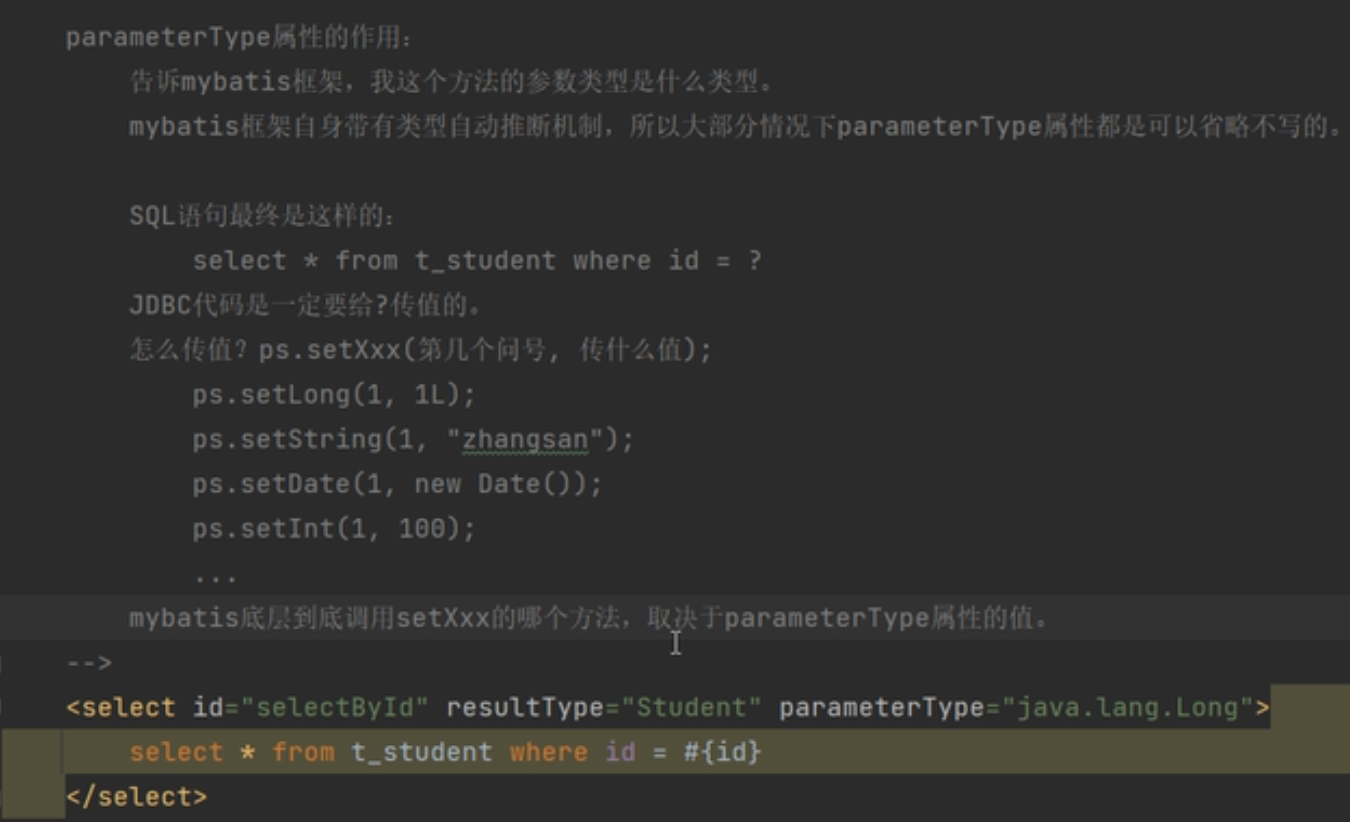 parameterType属性的作用：
告诉mybatis框架，我这个方法的参数类型是什么类型。
mybatis框架自身带有类型自动推断机制，所以大部分情况下parameterType属性都是可以省略不写的。
SQL语句最终是这样的：
select * from t_student where id = ?
JDBC代码是一定要给?传值的。
怎么传值？ps.setXxx(第几个问号, 传什么值);
ps.setLong(1, 1L);
ps.setString(1, "zhangsan");
ps.setDate(1, new Date());
ps.setInt(1, 100);
...
mybatis底层到底调用setXxx的哪个方法，取决于parameterType属性的值。
-->
<select id="selectById" resultType="Student" parameterType="java.lang.Long">
select * from t_student where id = #{id}
</select>